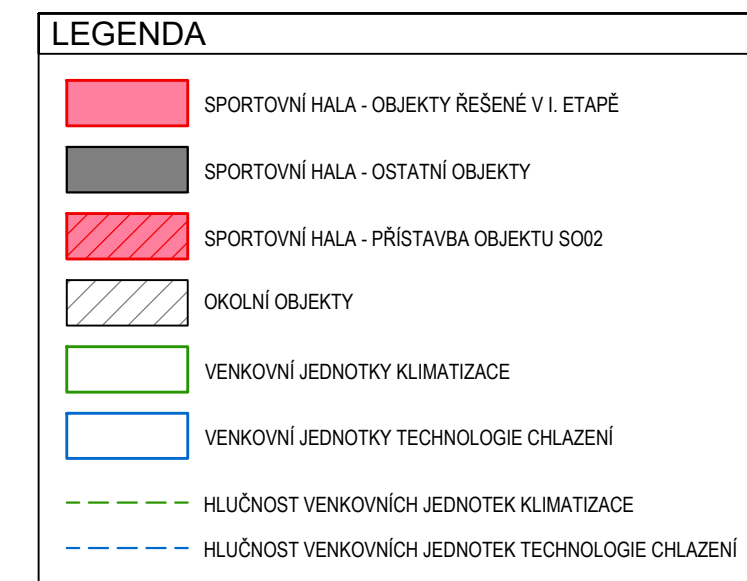 LEGENDA
SPORTOVNÍ HALA - OBJEKTY ŘEŠENÉ V I. ETAPĚ
SPORTOVNÍ HALA - OSTATNÍ OBJEKTY
SPORTOVNÍ HALA - PŘÍSTAVBA OBJEKTU SO02
OKOLNÍ OBJEKTY
VENKOVNÍ JEDNOTKY KLIMATIZACE
VENKOVNÍ JEDNOTKY TECHNOLOGIE CHLAZENÍ
HLUČNOST VENKOVNÍCH JEDNOTEK KLIMATIZACE
HLUČNOST VENKOVNÍCH JEDNOTEK TECHNOLOGIE CHLAZENÍ